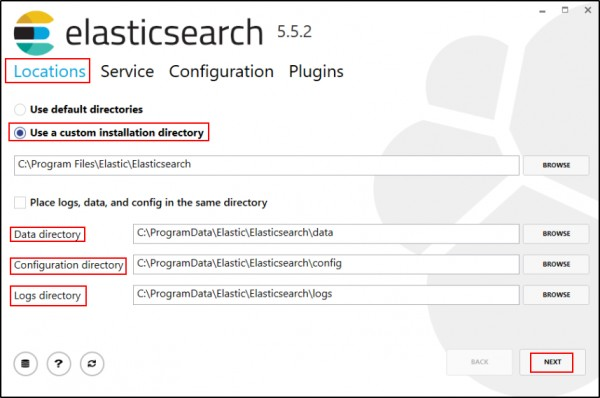 elasticsearch 5.5.2
Locations Service Configuration Plugins
Use default directories
Use a custom installation directory
C:\Program Files\Elastic\Elasticsearch BROWSE
Place logs, data, and config in the same directory
Data directory C:\ProgramData\Elastic\Elasticsearch\data BROWSE
Configuration directory C:\ProgramData\Elastic\Elasticsearch\config BROWSE
Logs directory C:\ProgramData\Elastic\Elasticsearch\logs BROWSE
? BACK NEXT